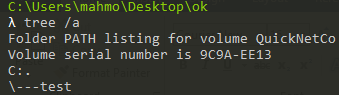 C:\Users\mahmo\Desktop\ok
λ tree /a
Folder PATH listing for volume QuickNetCo
Volume serial number is 9C9A-EE13
C:.
\---test